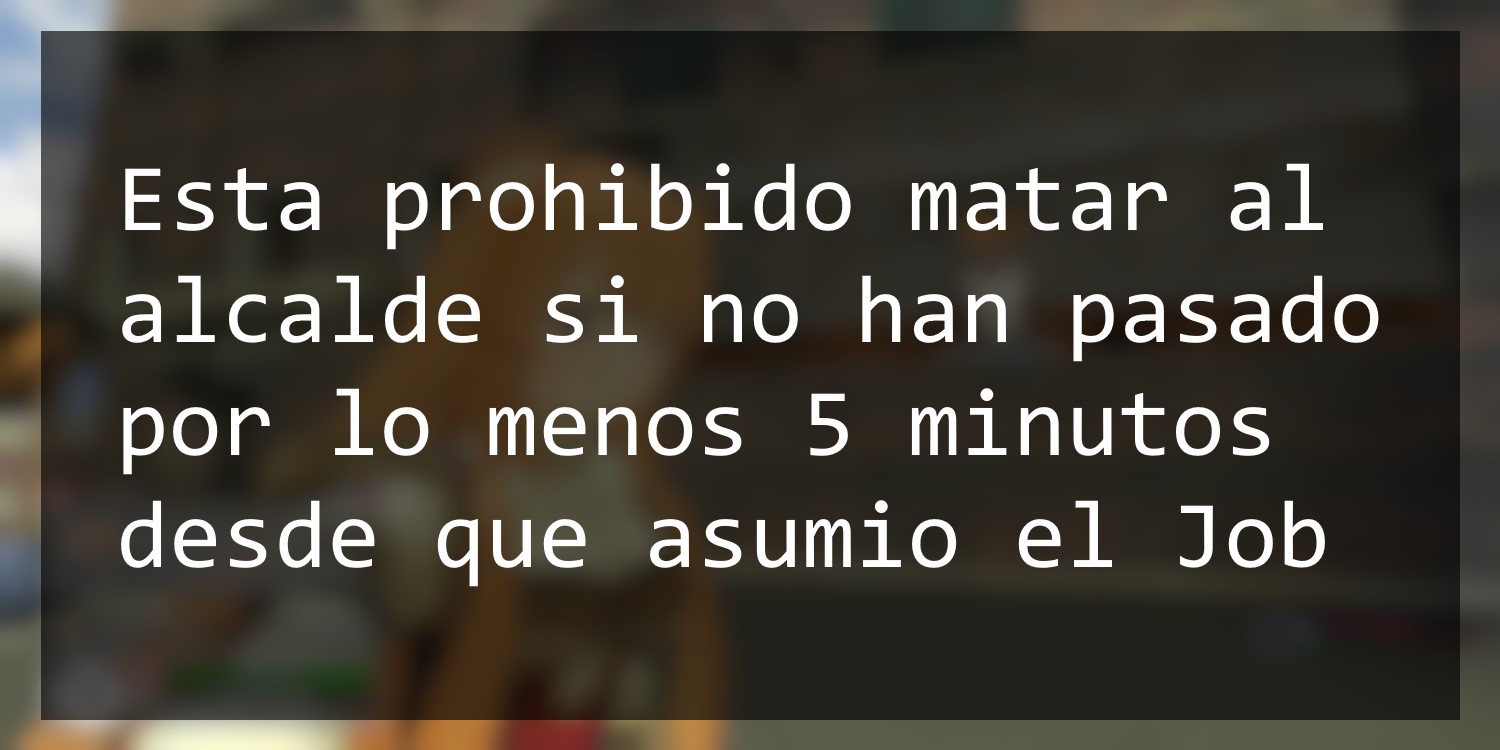 Esta prohibido matar al
alcalde si no han pasado
por lo menos 5 minutos
desde que asumio el Job